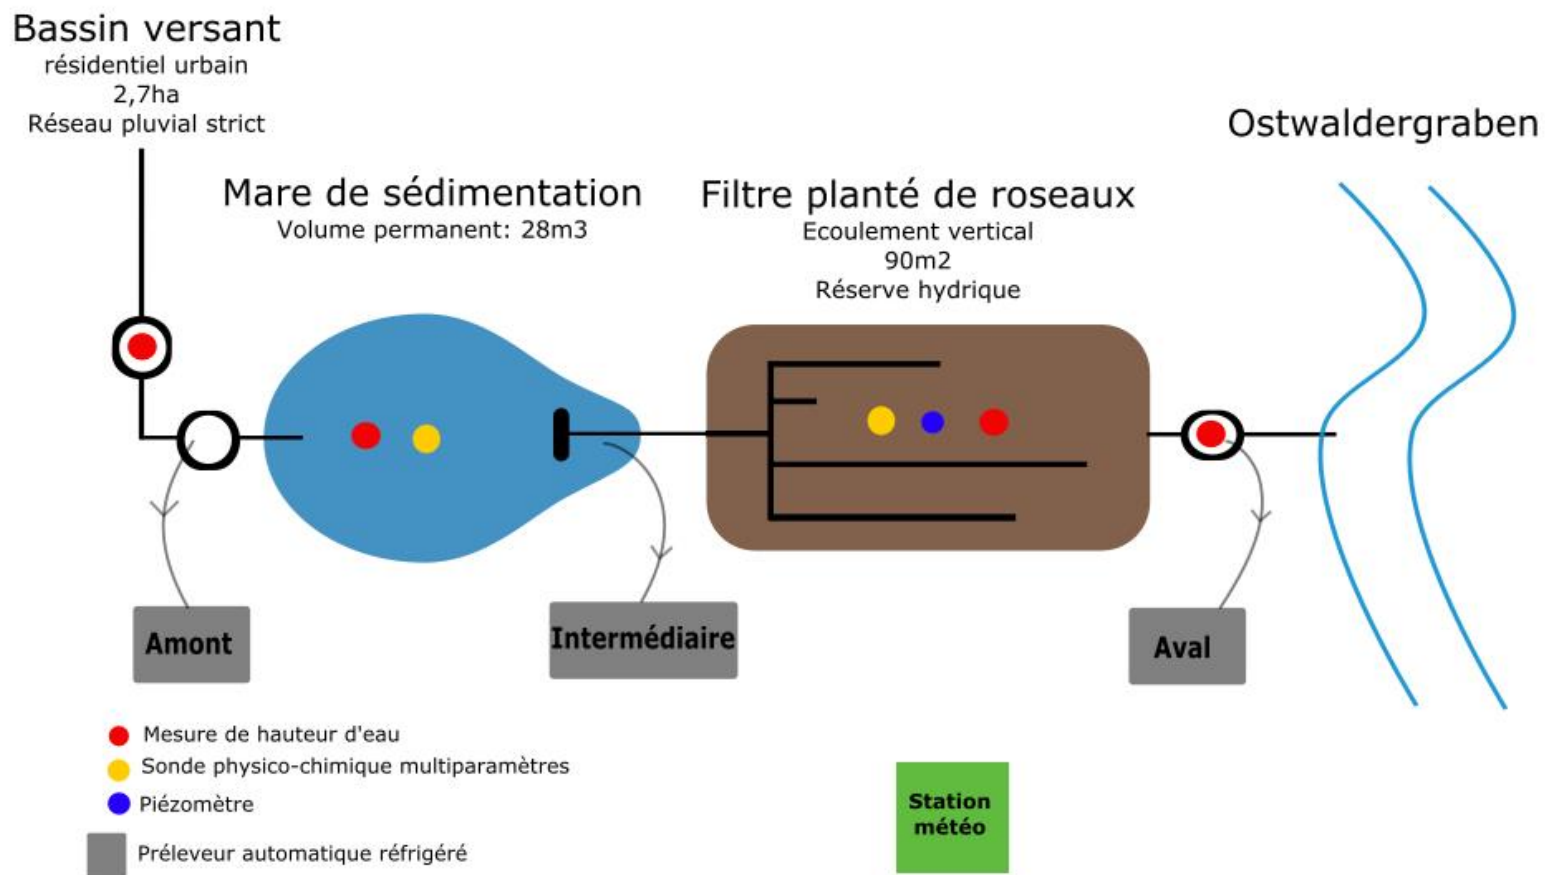 Bassin versant
résidentiel urbain
2,7ha
Réseau pluvial strict
Ostwaldergraben
Mare de sédimentation
Volume permanent: 28m3
Filtre planté de roseaux
Ecoulement vertical
90m2
Réserve hydrique
Amont
Intermédiaire
Aval
Mesure de hauteur d'eau
Sonde physico-chimique multiparamètres
Piézomètre
Préleveur automatique réfrigéré
Station
météo